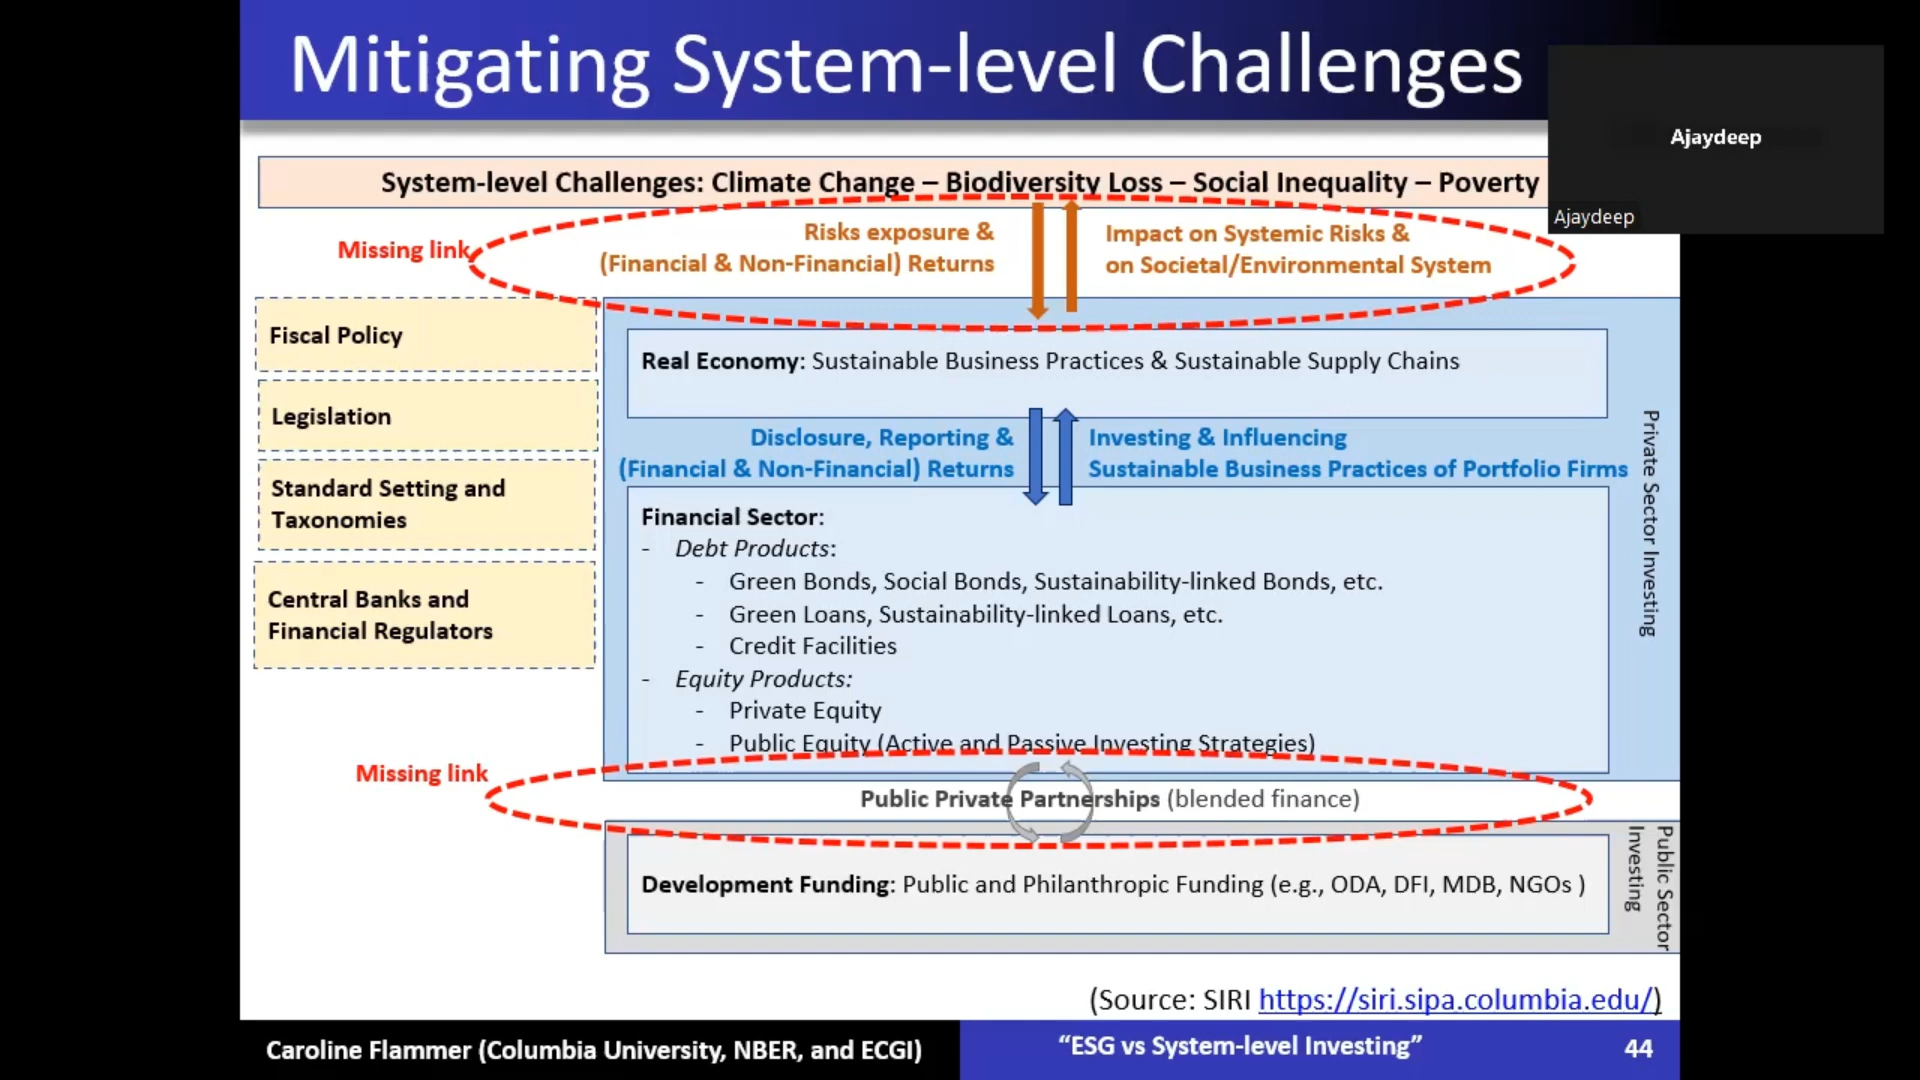 Mitigating System-level Challenges
Ajaydeep
Ajaydeep
System-level Challenges: Climate Change – Biodiversity Loss – Social Inequality – Poverty
Missing link
Risks exposure &
(Financial & Non-Financial) Returns
Impact on Systemic Risks &
on Societal/Environmental System
Fiscal Policy
Legislation
Standard Setting and
Taxonomies
Central Banks and
Financial Regulators
Real Economy: Sustainable Business Practices & Sustainable Supply Chains
Disclosure, Reporting &
(Financial & Non-Financial) Returns
Investing & Influencing
Sustainable Business Practices of Portfolio Firms
Financial Sector:
- Debt Products:
- Green Bonds, Social Bonds, Sustainability-linked Bonds, etc.
- Green Loans, Sustainability-linked Loans, etc.
- Credit Facilities
- Equity Products:
- Private Equity
- Public Equity (Active and Passive Investing Strategies)
Private Sector Investing
Missing link
Public Private Partnerships (blended finance)
Development Funding: Public and Philanthropic Funding (e.g., ODA, DFI, MDB, NGOs )
Public Sector
Investing
(Source: SIRI https://siri.sipa.columbia.edu/)
Caroline Flammer (Columbia University, NBER, and ECGI)
“ESG vs System-level Investing”
44